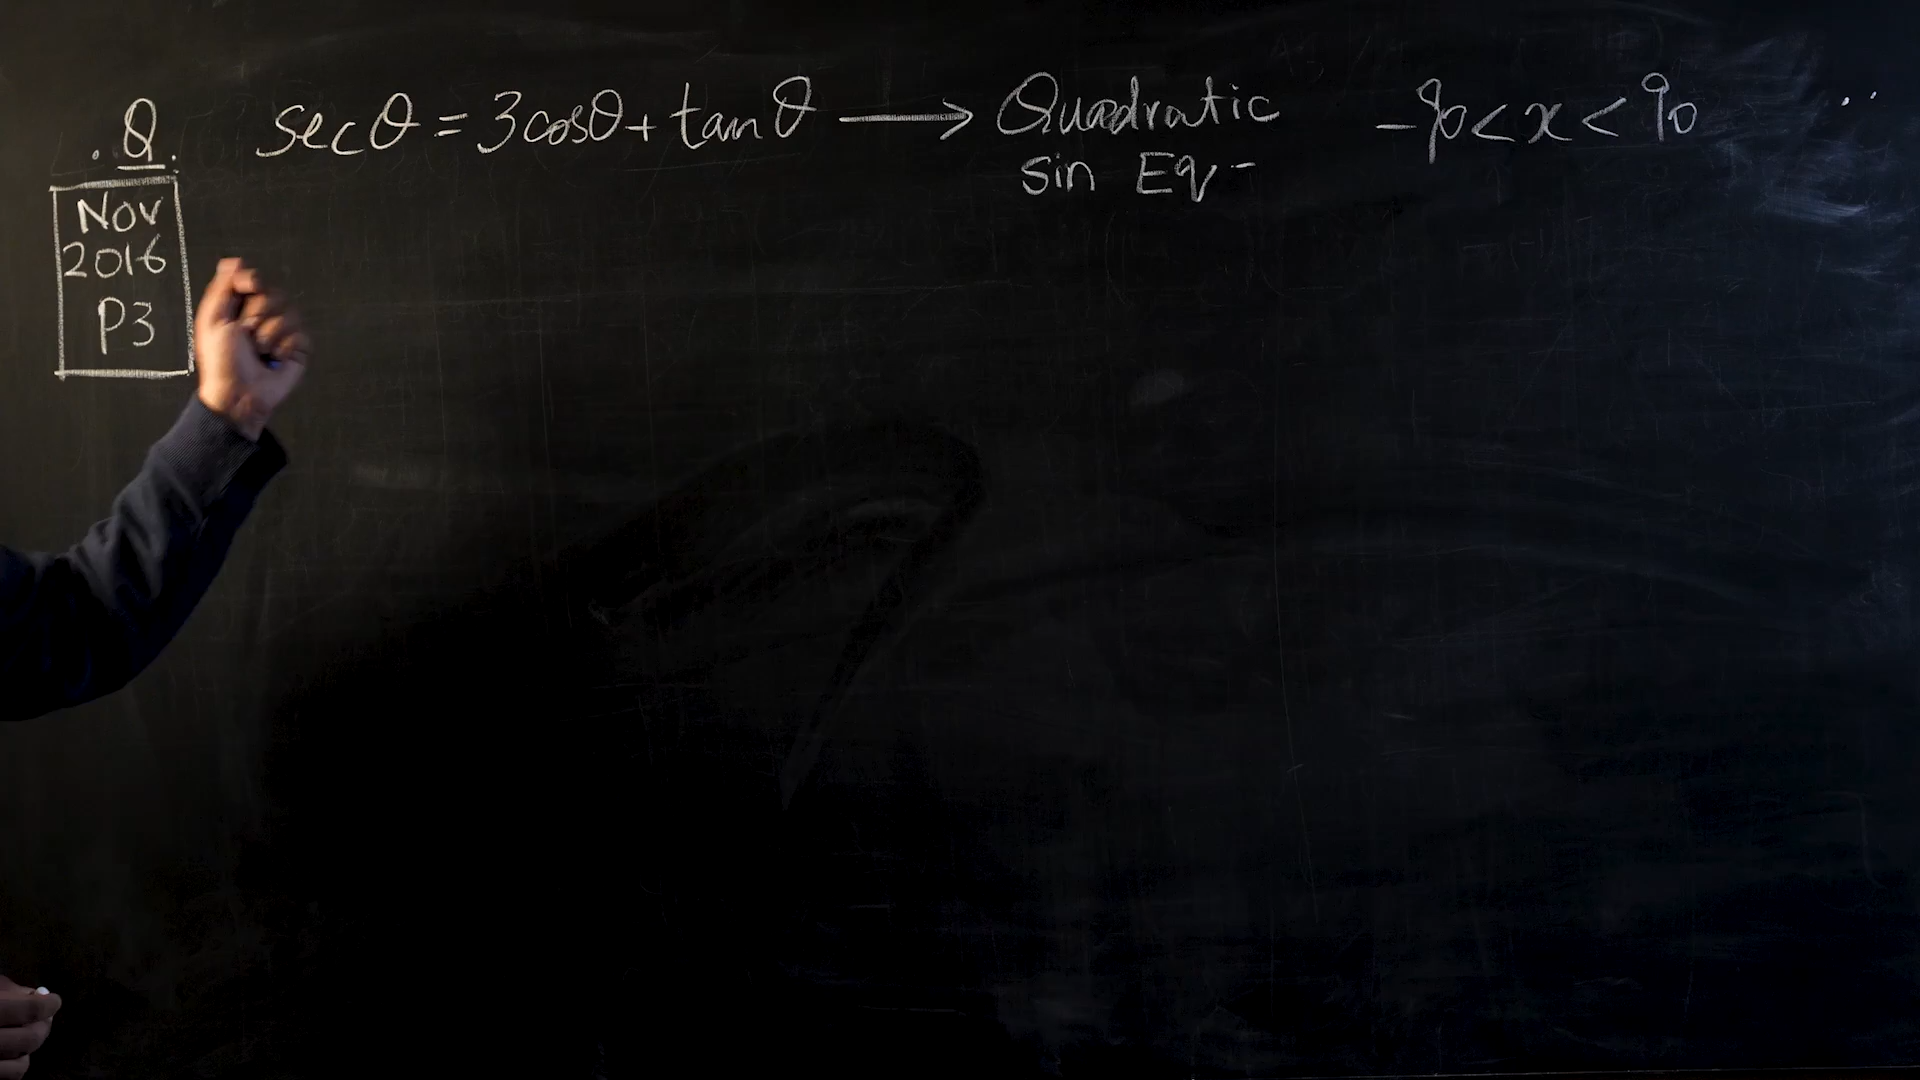 Q.
secθ = 3cosθ + tanθ ⟶ Quadratic
sin Eq-
-90 < x < 90
Nov
2016
P3